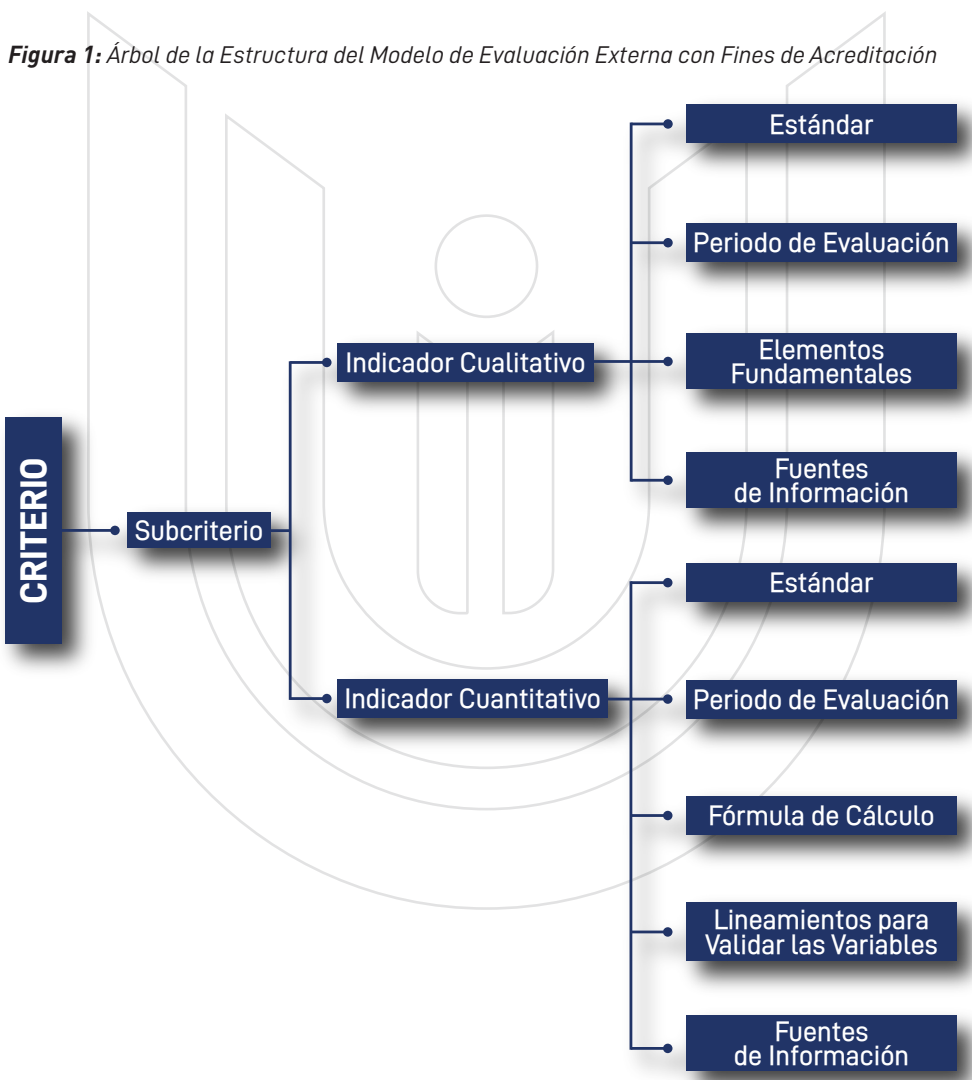 Figura 1: Árbol de la Estructura del Modelo de Evaluación Externa con Fines de Acreditación
CRITERIO
Subcriterio
Indicador Cualitativo
Estándar
Periodo de Evaluación
Elementos
Fundamentales
Fuentes
de Información
Indicador Cuantitativo
Estándar
Periodo de Evaluación
Fórmula de Cálculo
Lineamientos para
Validar las Variables
Fuentes
de Información